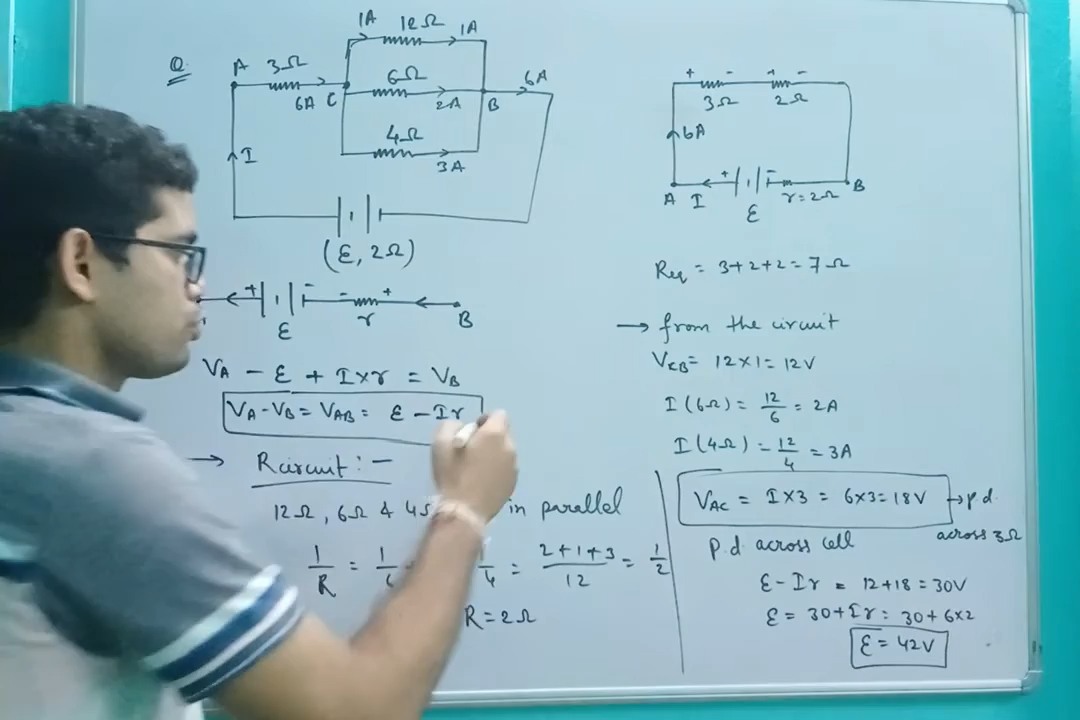 Q.
A 3Ω 6A C
1A 12Ω 1A
6Ω 2A B 6A
4Ω 3A
I
(ε, 2Ω)
+ - - +
ε r B
VA - ε + I×r = VB
VA-VB = VAB = ε - Ir
→ Rcircuit:-
12Ω, 6Ω & 4 in parallel
1/R = 1/ /4 = 2+1+3/12 = 1/2
R = 2Ω
+ - + -
3Ω 2Ω
6A
+ -
A I ε r=2Ω B
Req = 3+2+2 = 7Ω
→ from the circuit
VCB = 12×1 = 12V
I(6Ω) = 12/6 = 2A
I(4Ω) = 12/4 = 3A
VAC = I×3 = 6×3 = 18V → p.d. across 3Ω
p.d across cell
ε-Ir = 12+18 = 30V
ε = 30+Ir = 30+6×2
ε = 42V